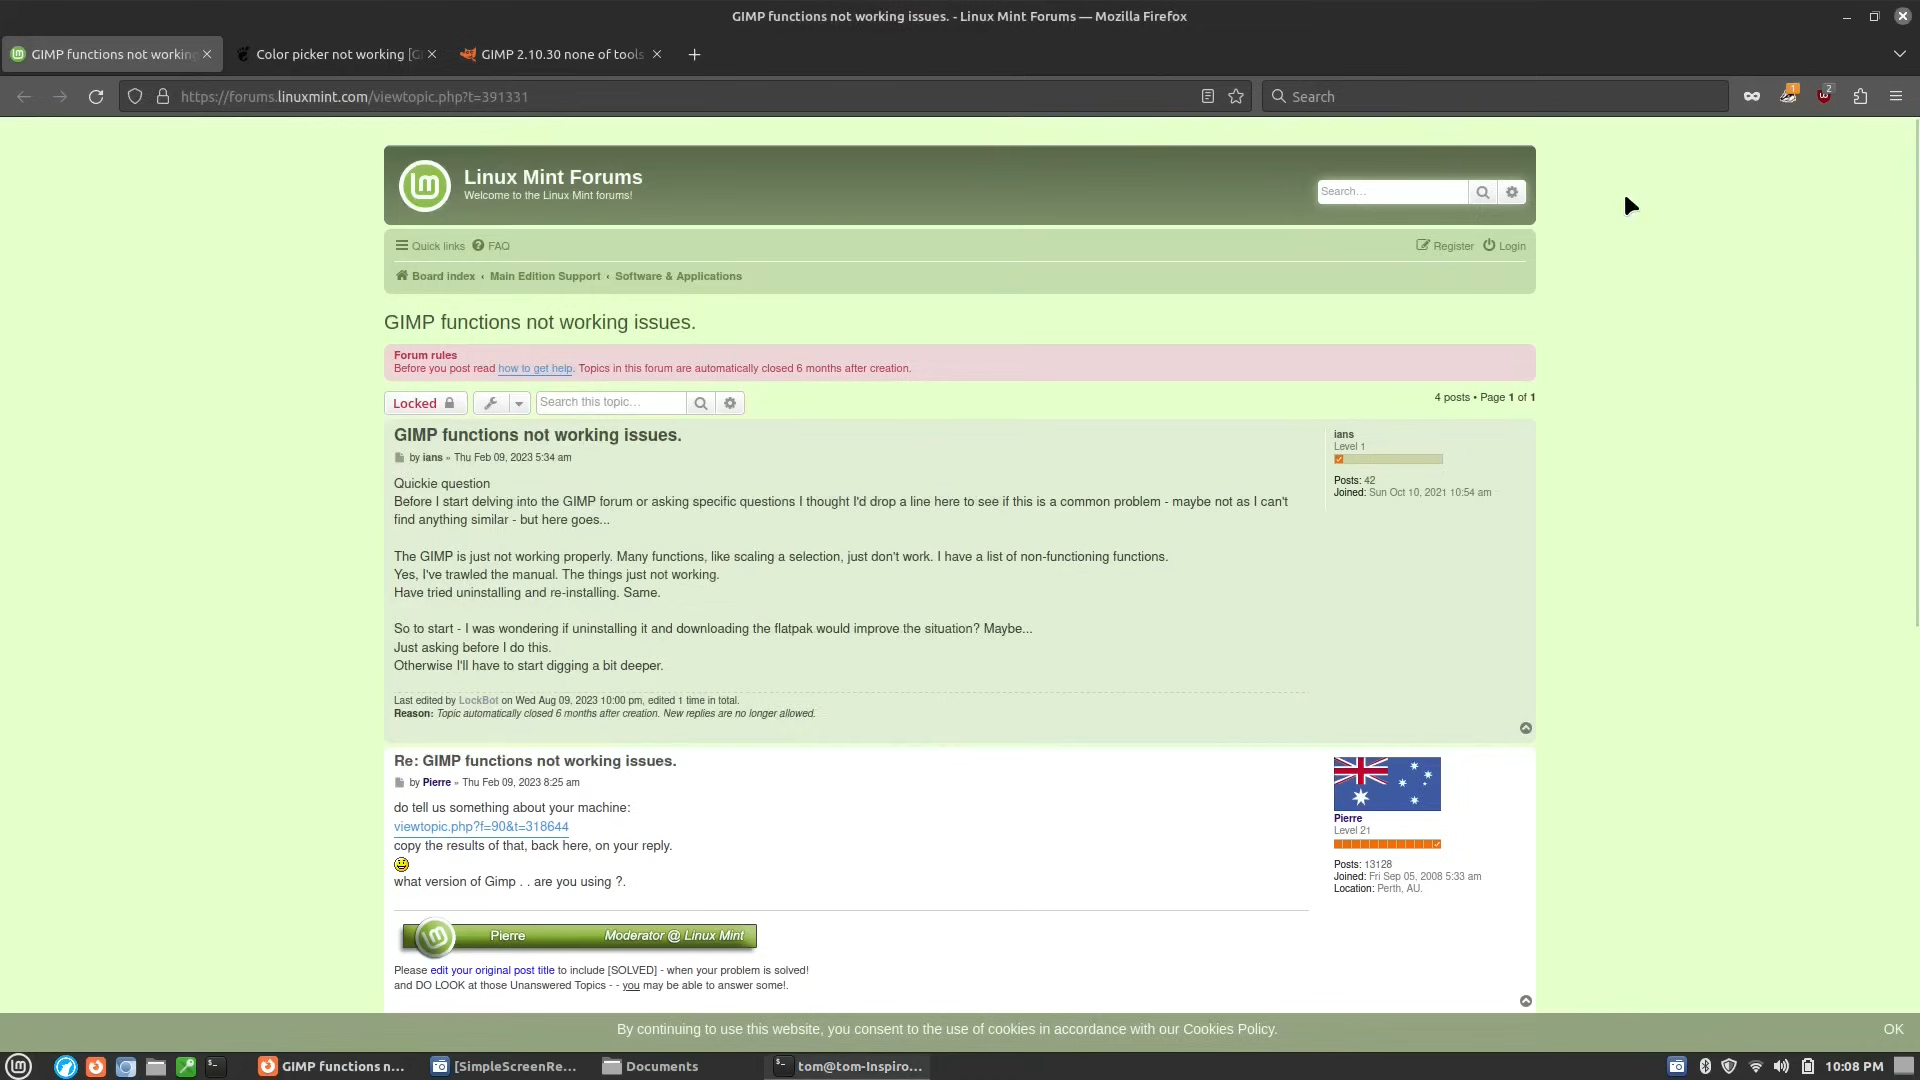 GIMP functions not working issues. - Linux Mint Forums — Mozilla Firefox
GIMP functions not working
Color picker not working [G
GIMP 2.10.30 none of tools
https://forums.linuxmint.com/viewtopic.php?t=391331
Search
1
2
Linux Mint Forums
Welcome to the Linux Mint forums!
Search…
Quick links
FAQ
Register
Login
Board index ‹ Main Edition Support ‹ Software & Applications
GIMP functions not working issues.
Forum rules
Before you post read how to get help. Topics in this forum are automatically closed 6 months after creation.
Locked
Search this topic…
4 posts • Page 1 of 1
GIMP functions not working issues.
by ians » Thu Feb 09, 2023 5:34 am
Quickie question
Before I start delving into the GIMP forum or asking specific questions I thought I'd drop a line here to see if this is a common problem - maybe not as I can't
find anything similar - but here goes...
The GIMP is just not working properly. Many functions, like scaling a selection, just don't work. I have a list of non-functioning functions.
Yes, I've trawled the manual. The things just not working.
Have tried uninstalling and re-installing. Same.
So to start - I was wondering if uninstalling it and downloading the flatpak would improve the situation? Maybe...
Just asking before I do this.
Otherwise I'll have to start digging a bit deeper.
Last edited by LockBot on Wed Aug 09, 2023 10:00 pm, edited 1 time in total.
Reason: Topic automatically closed 6 months after creation. New replies are no longer allowed.
ians
Level 1
Posts: 42
Joined: Sun Oct 10, 2021 10:54 am
Re: GIMP functions not working issues.
by Pierre » Thu Feb 09, 2023 8:25 am
do tell us something about your machine:
viewtopic.php?f=90&t=318644
copy the results of that, back here, on your reply.
what version of Gimp . . are you using ?.
Pierre
Moderator @ Linux Mint
Please edit your original post title to include [SOLVED] - when your problem is solved!
and DO LOOK at those Unanswered Topics - - you may be able to answer some!.
Pierre
Level 21
Posts: 13128
Joined: Fri Sep 05, 2008 5:33 am
Location: Perth, AU.
By continuing to use this website, you consent to the use of cookies in accordance with our Cookies Policy.
OK
GIMP functions n...
[SimpleScreenRe...
Documents
tom@tom-Inspiro...
10:08 PM